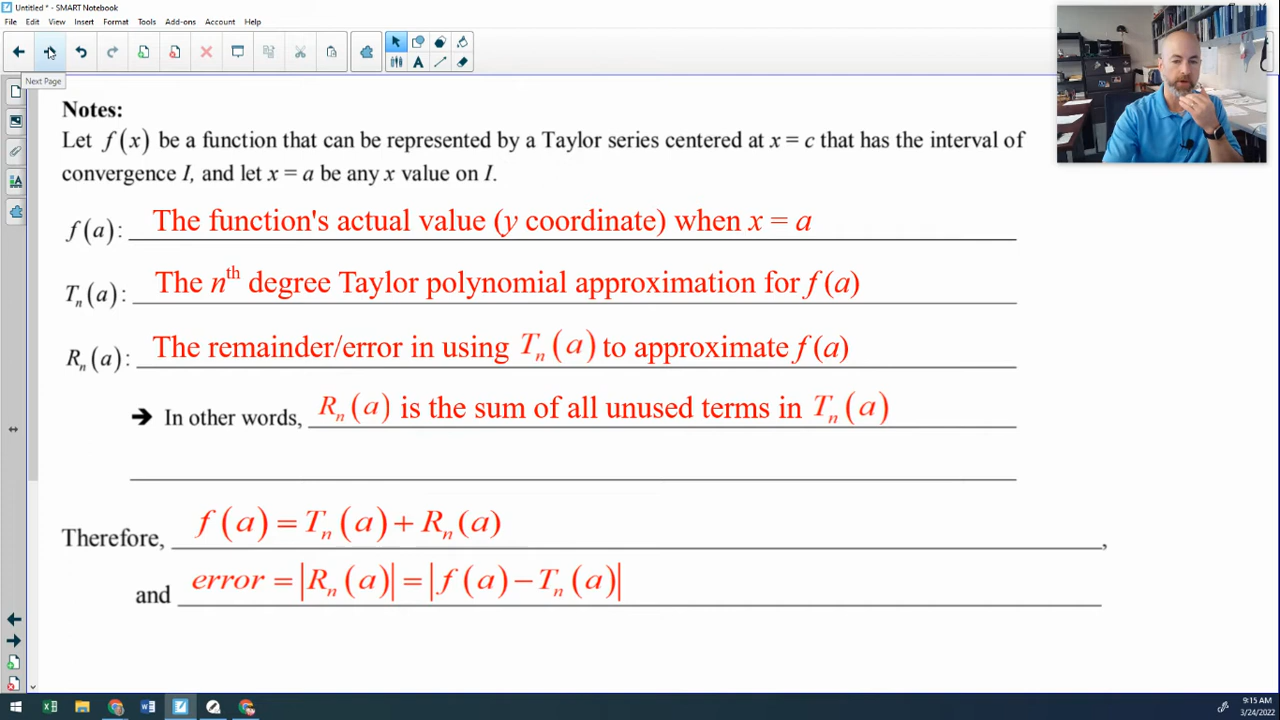 Untitled * - SMART Notebook
File Edit View Insert Format Tools Add-ons Account Help
Next Page
Notes:
Let f(x) be a function that can be represented by a Taylor series centered at x = c that has the interval of
convergence I, and let x = a be any x value on I.
f(a): The function's actual value (y coordinate) when x = a
Tₙ(a): The nᵗʰ degree Taylor polynomial approximation for f(a)
Rₙ(a): The remainder/error in using Tₙ(a) to approximate f(a)
➔ In other words, Rₙ(a) is the sum of all unused terms in Tₙ(a)
Therefore, f(a) = Tₙ(a) + Rₙ(a),
and error = |Rₙ(a)| = |f(a) − Tₙ(a)|
9:15 AM
3/24/2022